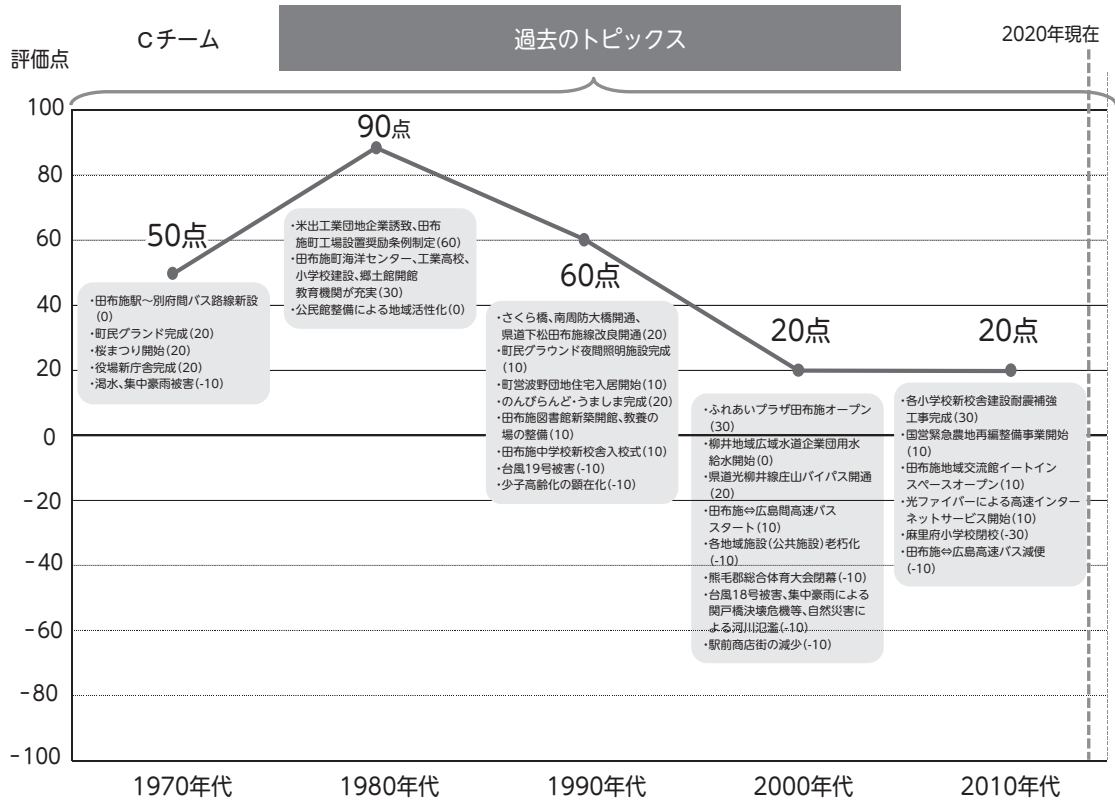 Cチーム
過去のトピックス
2020年現在
評価点
100
80
60
40
20
0
-20
-40
-60
-80
-100
50点
・田布施駅～別府間バス路線新設
(0)
・町民グランド完成(20)
・桜まつり開始(20)
・役場新庁舎完成(20)
・渇水、集中豪雨被害(-10)
90点
・米出工業団地企業誘致、田布
施町工場設置奨励条例制定(60)
・田布施町海洋センター、工業高校、
小学校建設、郷土館開館
教育機関が充実(30)
・公民館整備による地域活性化(0)
60点
・さくら橋、南周防大橋開通、
県道下松田布施線改良開通(20)
・町民グラウンド夜間照明施設完成
(10)
・町営波野団地住宅入居開始(10)
・のんびらんど・うましま完成(20)
・田布施図書館新築開館、教養の
場の整備(10)
・田布施中学校新校舎入校式(10)
・台風19号被害(-10)
・少子高齢化の顕在化(-10)
20点
・ふれあいプラザ田布施オープン
(30)
・柳井地域広域水道企業団用水
給水開始(0)
・県道光柳井線庄山バイパス開通
(20)
・田布施⇔広島間高速バス
スタート(10)
・各地域施設(公共施設)老朽化
(-10)
・熊毛郡総合体育大会閉幕(-10)
・台風18号被害、集中豪雨による
関戸橋決壊危機等、自然災害に
よる河川氾濫(-10)
・駅前商店街の減少(-10)
20点
・各小学校新校舎建設耐震補強
工事完成(30)
・国営緊急農地再編整備事業開始
(10)
・田布施地域交流館イートイン
スペースオープン(10)
・光ファイバーによる高速インター
ネットサービス開始(10)
・麻里府小学校閉校(-30)
・田布施⇔広島高速バス減便
(-10)
1970年代
1980年代
1990年代
2000年代
2010年代